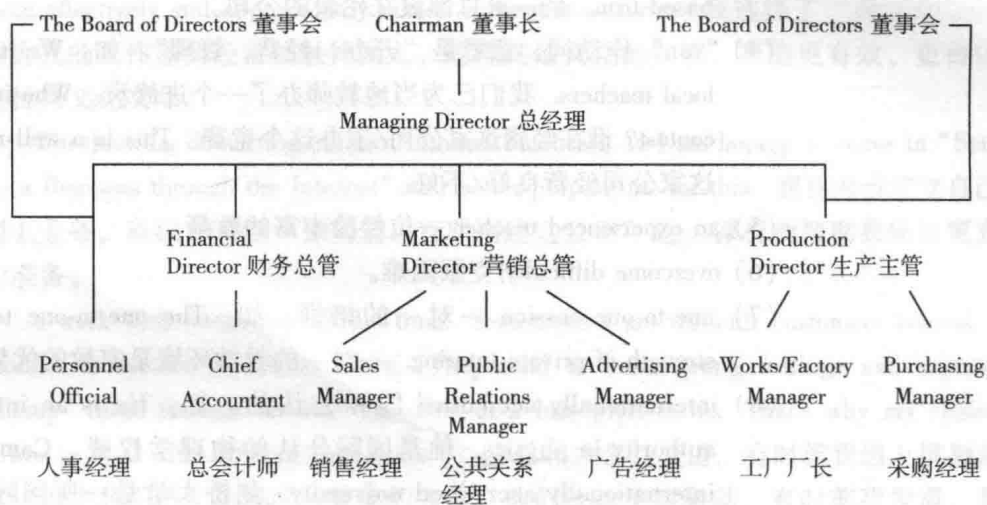 The Board of Directors 董事会 Chairman 董事长 The Board of Directors 董事会
Managing Director 总经理
Financial Marketing Production
Director 财务总管 Director 营销总管 Director 生产主管
Personnel Chief Sales Public Advertising Works/Factory Purchasing
Official Accountant Manager Relations Manager Manager Manager
Manager
人事经理 总会计师 销售经理 公共关系 广告经理 工厂厂长 采购经理
经理